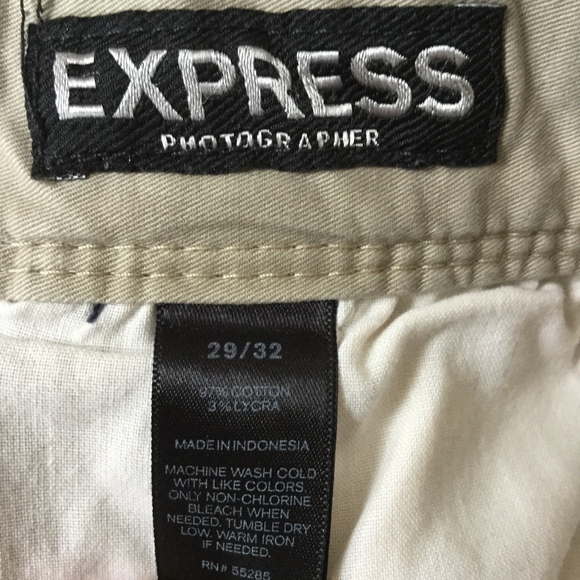 EXPRESS
PHOTOGRAPHER
29/32
97% COTTON
3% LYCRA
MADE IN INDONESIA
MACHINE WASH COLD
WITH LIKE COLORS.
ONLY NON-CHLORINE
BLEACH WHEN
NEEDED. TUMBLE DRY
LOW. WARM IRON
IF NEEDED.
RN# 55285